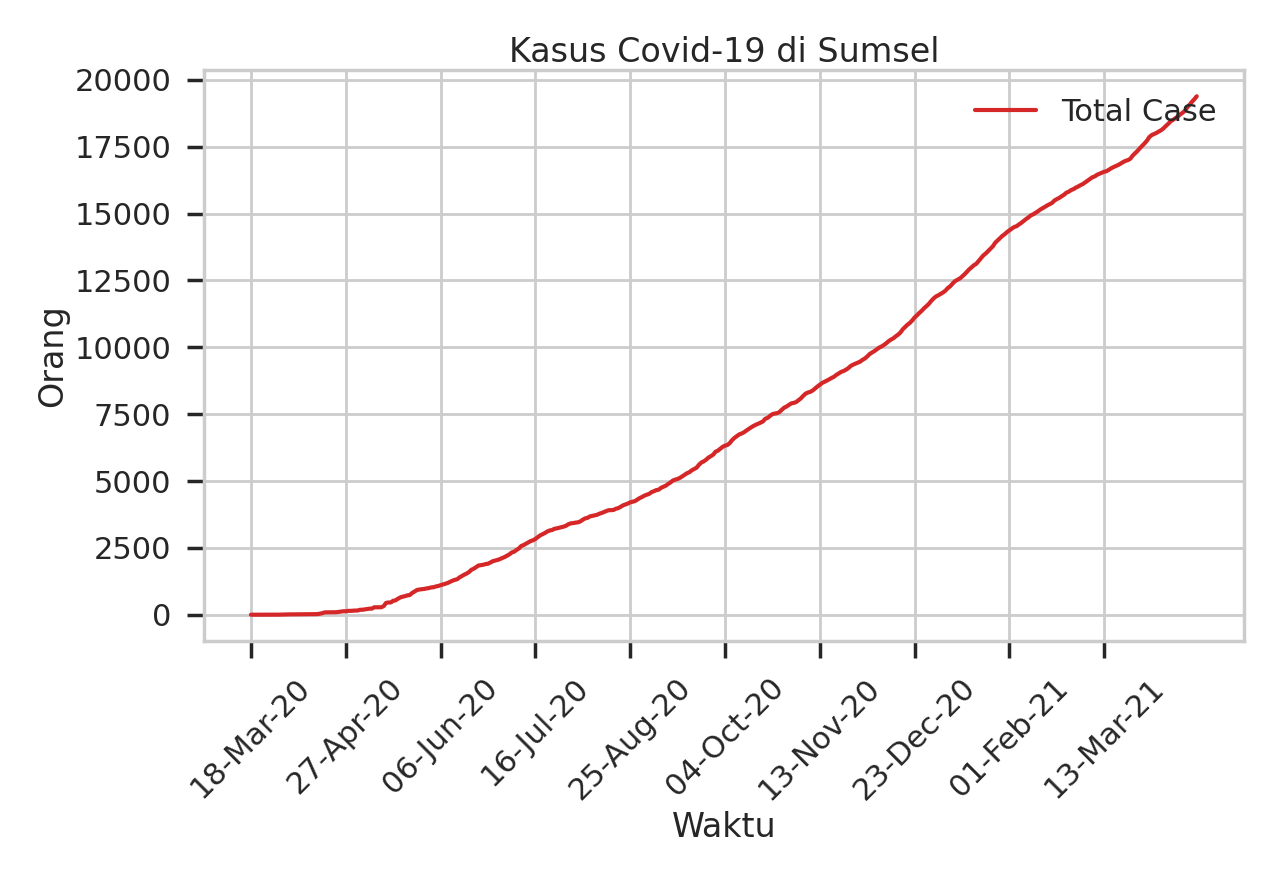 Kasus Covid-19 di Sumsel
Total Case
Orang
20000
17500
15000
12500
10000
7500
5000
2500
0
18-Mar-20
27-Apr-20
06-Jun-20
16-Jul-20
25-Aug-20
04-Oct-20
13-Nov-20
23-Dec-20
01-Feb-21
13-Mar-21
Waktu